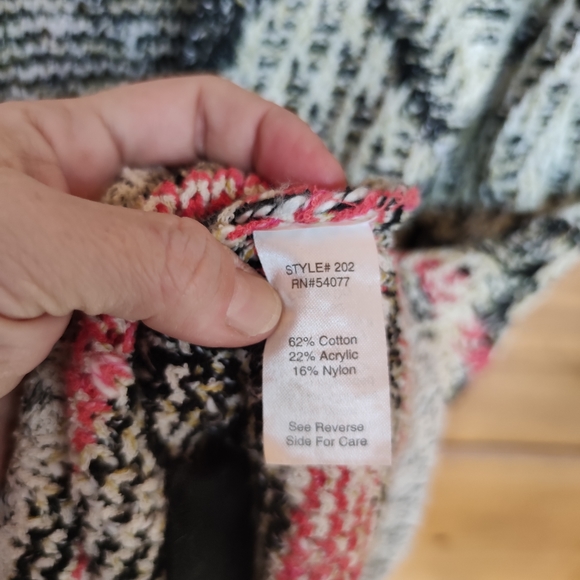 STYLE# 202
RN#54077
62% Cotton
22% Acrylic
16% Nylon
See Reverse
Side For Care